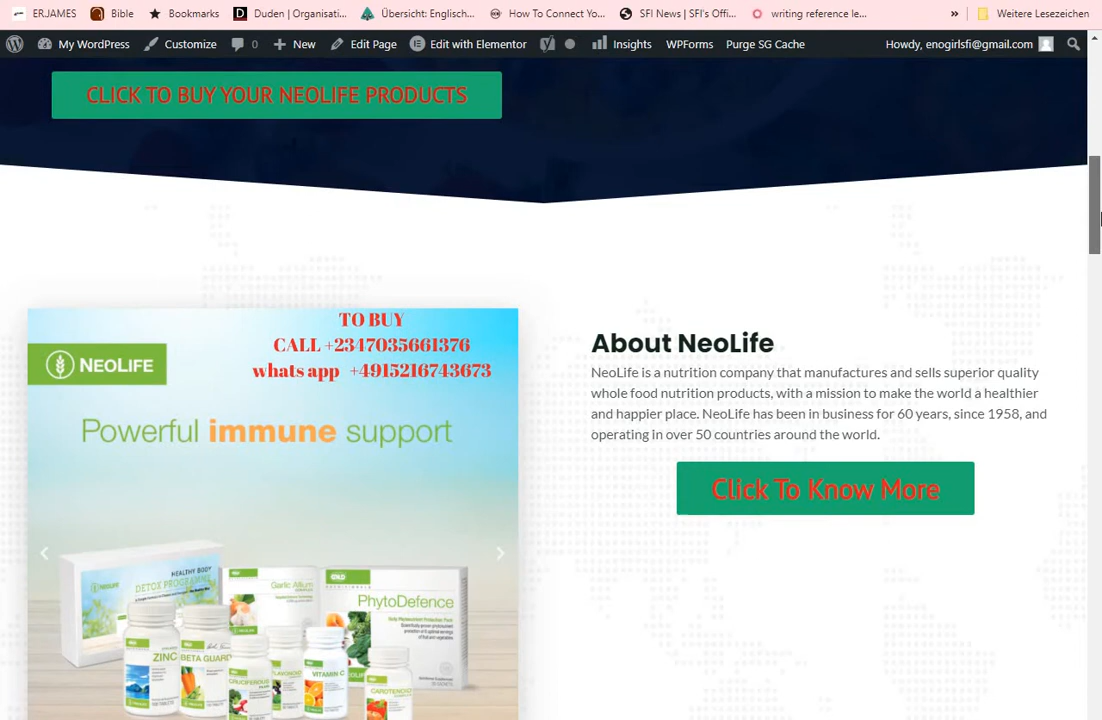 ERJAMES Bible Bookmarks Duden | Organisati... Übersicht: Englisch... How To Connect Yo... SFI News | SFI's Offi... writing reference le... » Weitere Lesezeichen
My WordPress Customize 0 New Edit Page Edit with Elementor Insights WPForms Purge SG Cache Howdy, enogirlsfi@gmail.com
CLICK TO BUY YOUR NEOLIFE PRODUCTS
TO BUY
CALL +2347035661376
whats app +4915216743673
NEOLIFE
Powerful immune support
About NeoLife
NeoLife is a nutrition company that manufactures and sells superior quality
whole food nutrition products, with a mission to make the world a healthier
and happier place. NeoLife has been in business for 60 years, since 1958, and
operating in over 50 countries around the world.
Click To Know More
HEALTHY BODY
DETOX PROGRAMME
NEOLIFE
Garlic Allium
GOLD
PhytoDefence
ZINC
BETA GUARD
CRUCIFEROUS
VITAMIN C
CAROTENOID